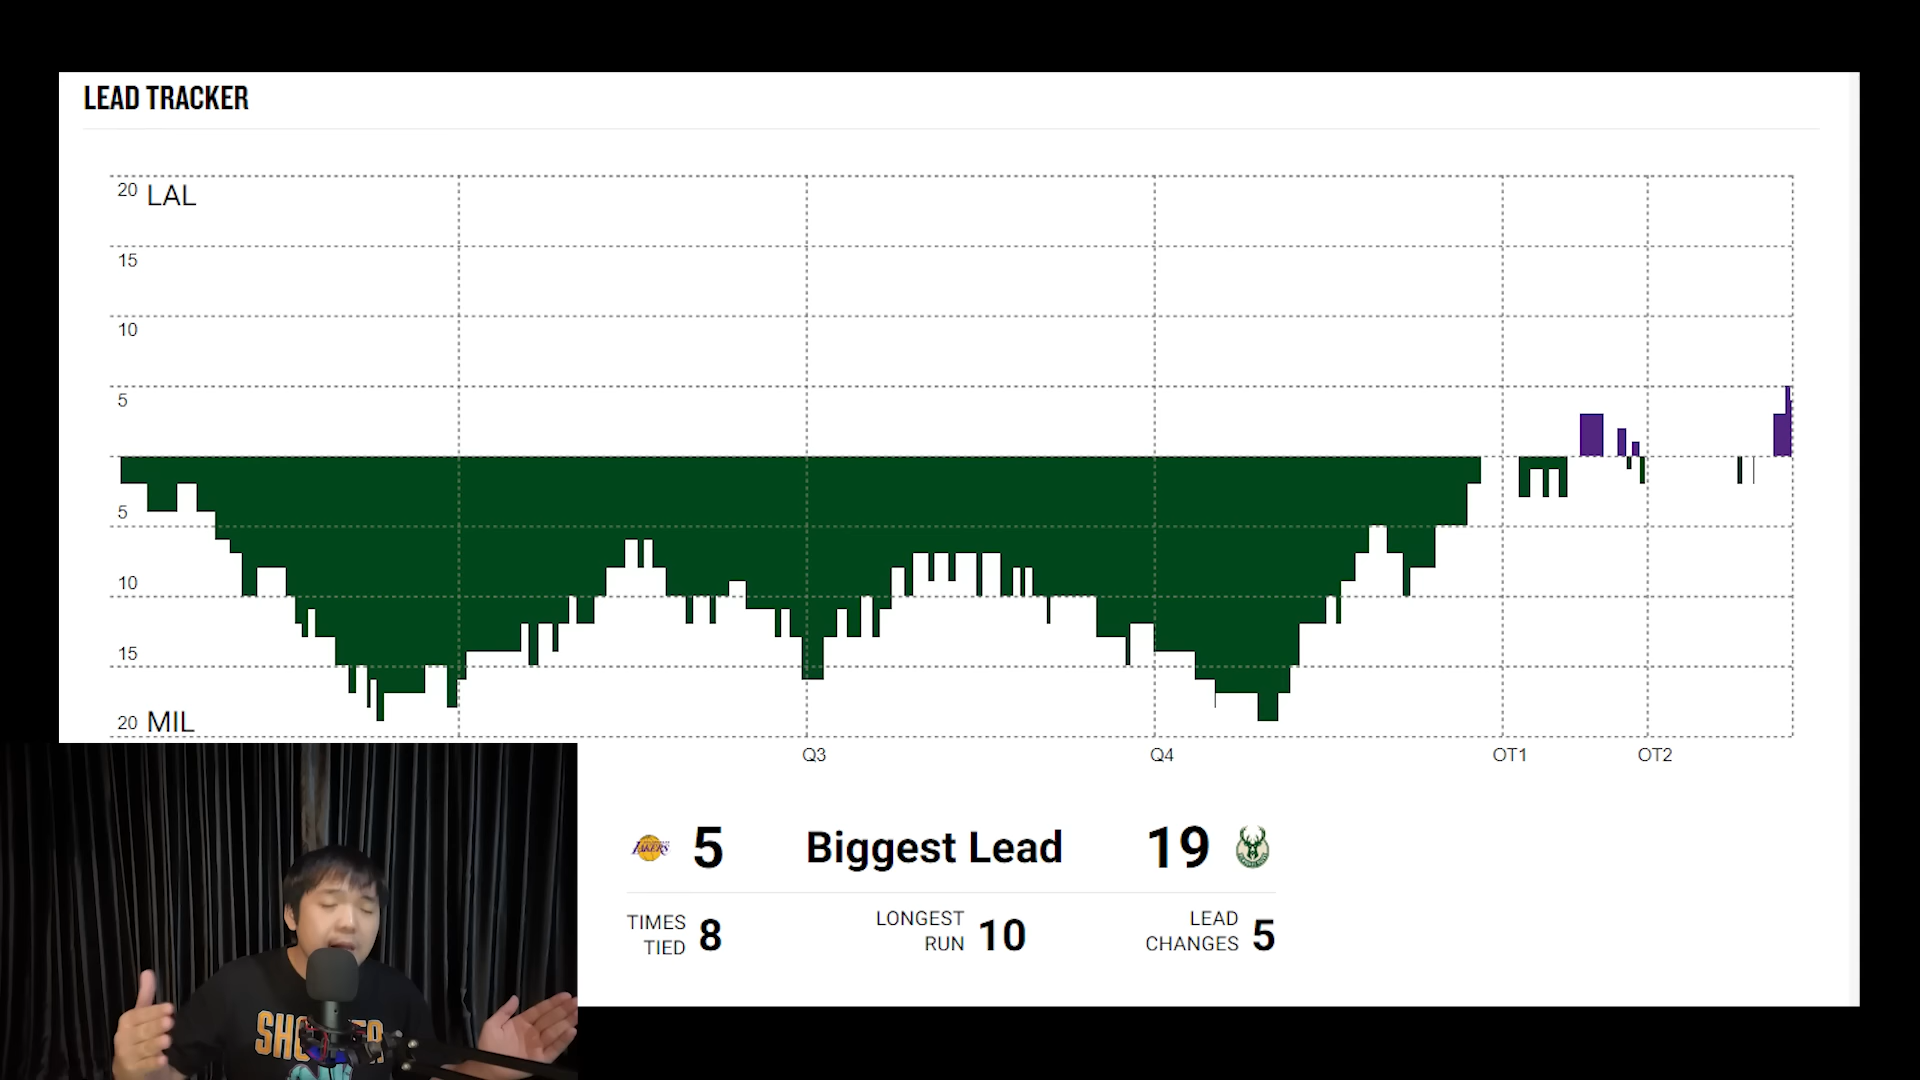 LEAD TRACKER
20 LAL
15
10
5
5
10
15
20 MIL
Q3 Q4 OT1 OT2
LAKERS 5 Biggest Lead 19
TIMES TIED 8
LONGEST RUN 10
LEAD CHANGES 5